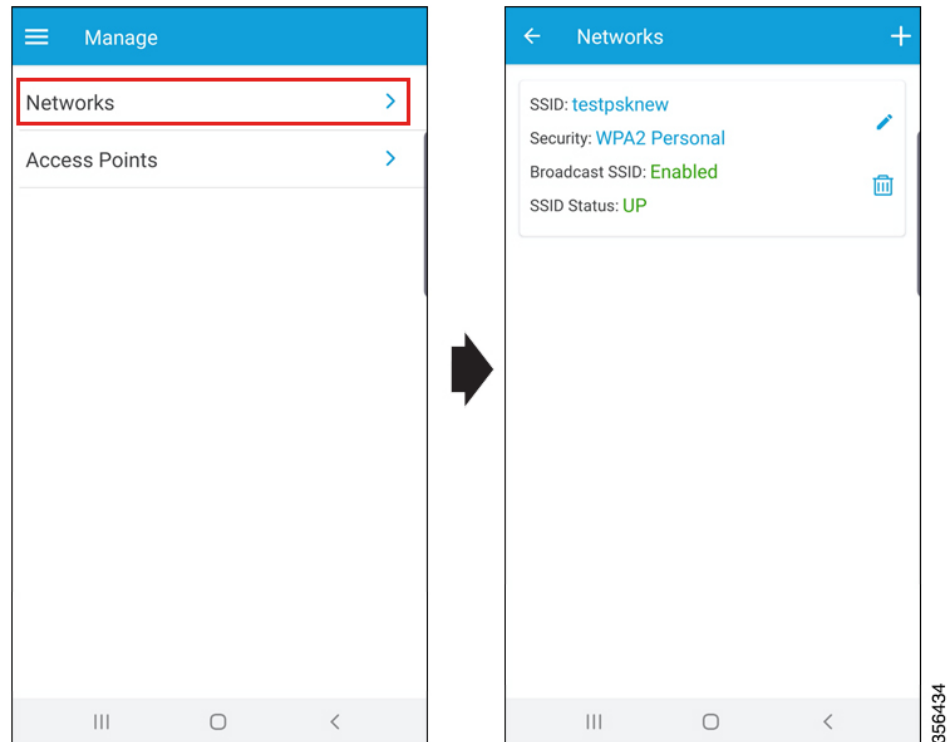 Manage
Networks
Access Points
Networks
SSID: testpsknew
Security: WPA2 Personal
Broadcast SSID: Enabled
SSID Status: UP
356434